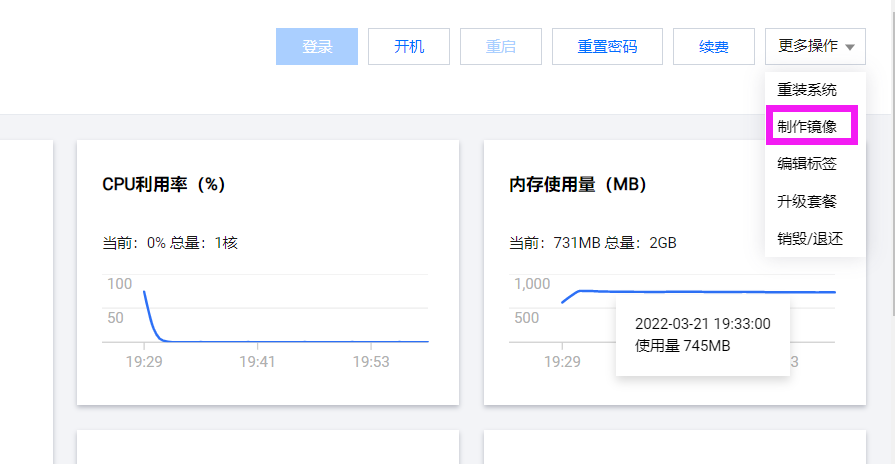 登录 开机 重启 重置密码 续费 更多操作
重装系统
制作镜像
编辑标签
升级套餐
销毁/退还
CPU利用率（%）
当前：0% 总量：1核
100
50
19:29 19:41 19:53
内存使用量（MB）
当前：731MB 总量：2GB
1,000
500
2022-03-21 19:33:00
使用量 745MB
19:29 3